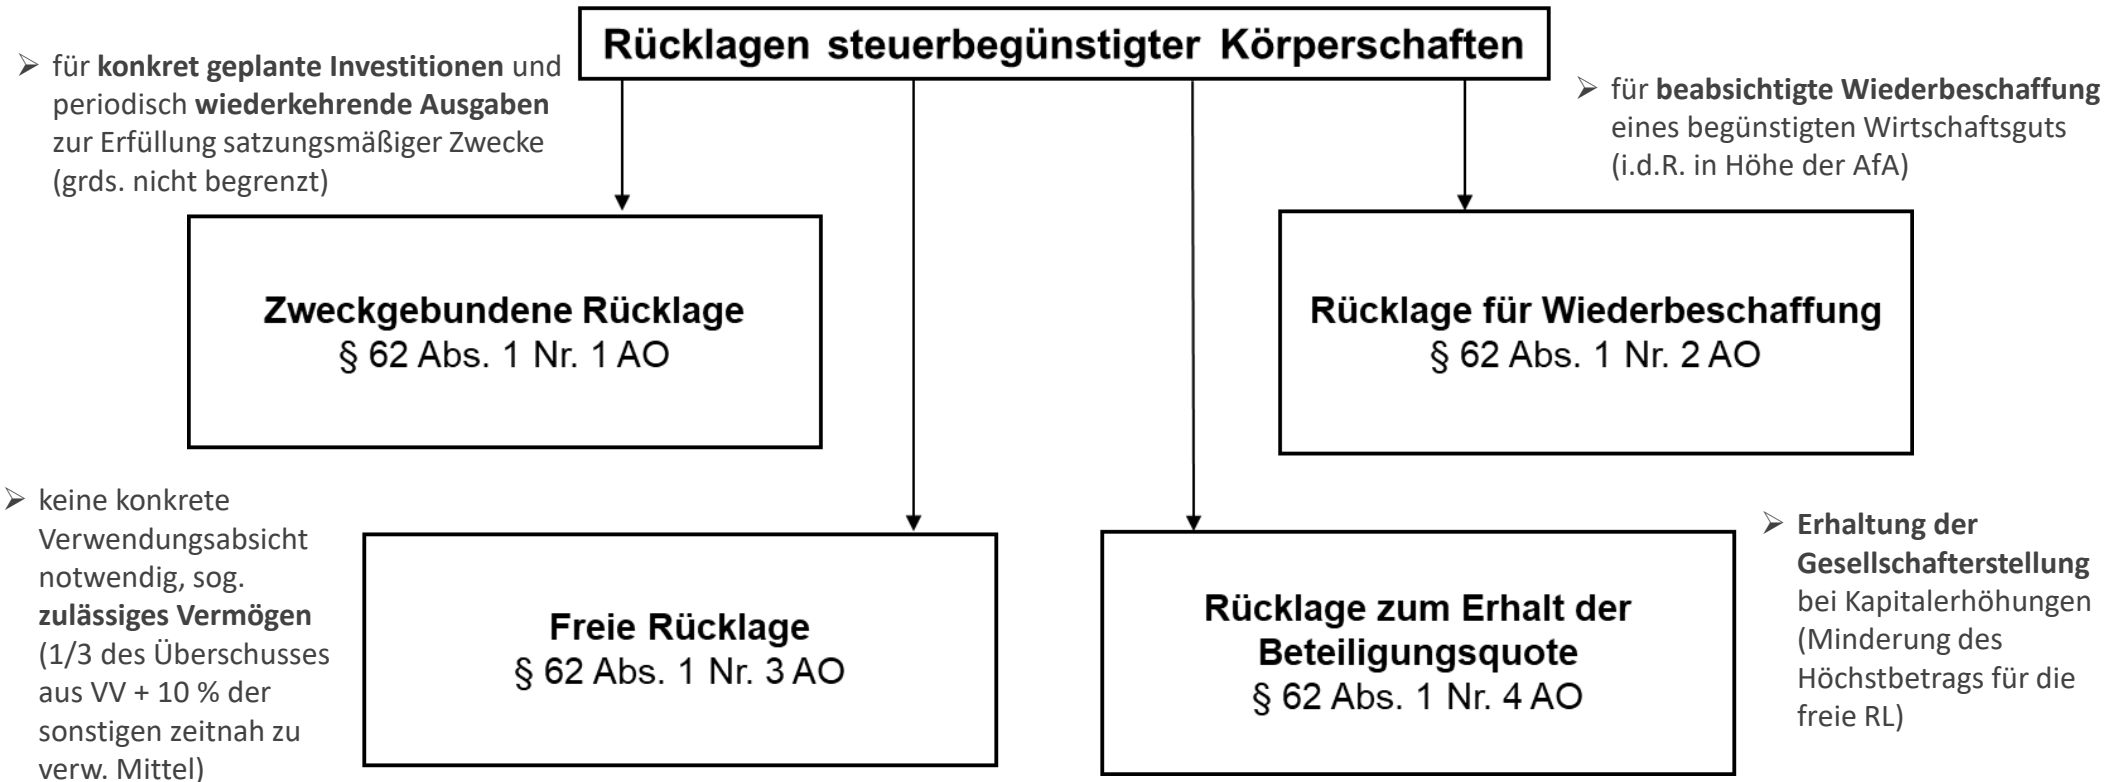 Rücklagen steuerbegünstigter Körperschaften
➢ für konkret geplante Investitionen und
periodisch wiederkehrende Ausgaben
zur Erfüllung satzungsmäßiger Zwecke
(grds. nicht begrenzt)
➢ für beabsichtigte Wiederbeschaffung
eines begünstigten Wirtschaftsguts
(i.d.R. in Höhe der AfA)
Zweckgebundene Rücklage
§ 62 Abs. 1 Nr. 1 AO
Rücklage für Wiederbeschaffung
§ 62 Abs. 1 Nr. 2 AO
➢ keine konkrete
Verwendungsabsicht
notwendig, sog.
zulässiges Vermögen
(1/3 des Überschusses
aus VV + 10 % der
sonstigen zeitnah zu
verw. Mittel)
Freie Rücklage
§ 62 Abs. 1 Nr. 3 AO
Rücklage zum Erhalt der
Beteiligungsquote
§ 62 Abs. 1 Nr. 4 AO
➢ Erhaltung der
Gesellschafterstellung
bei Kapitalerhöhungen
(Minderung des
Höchstbetrags für die
freie RL)